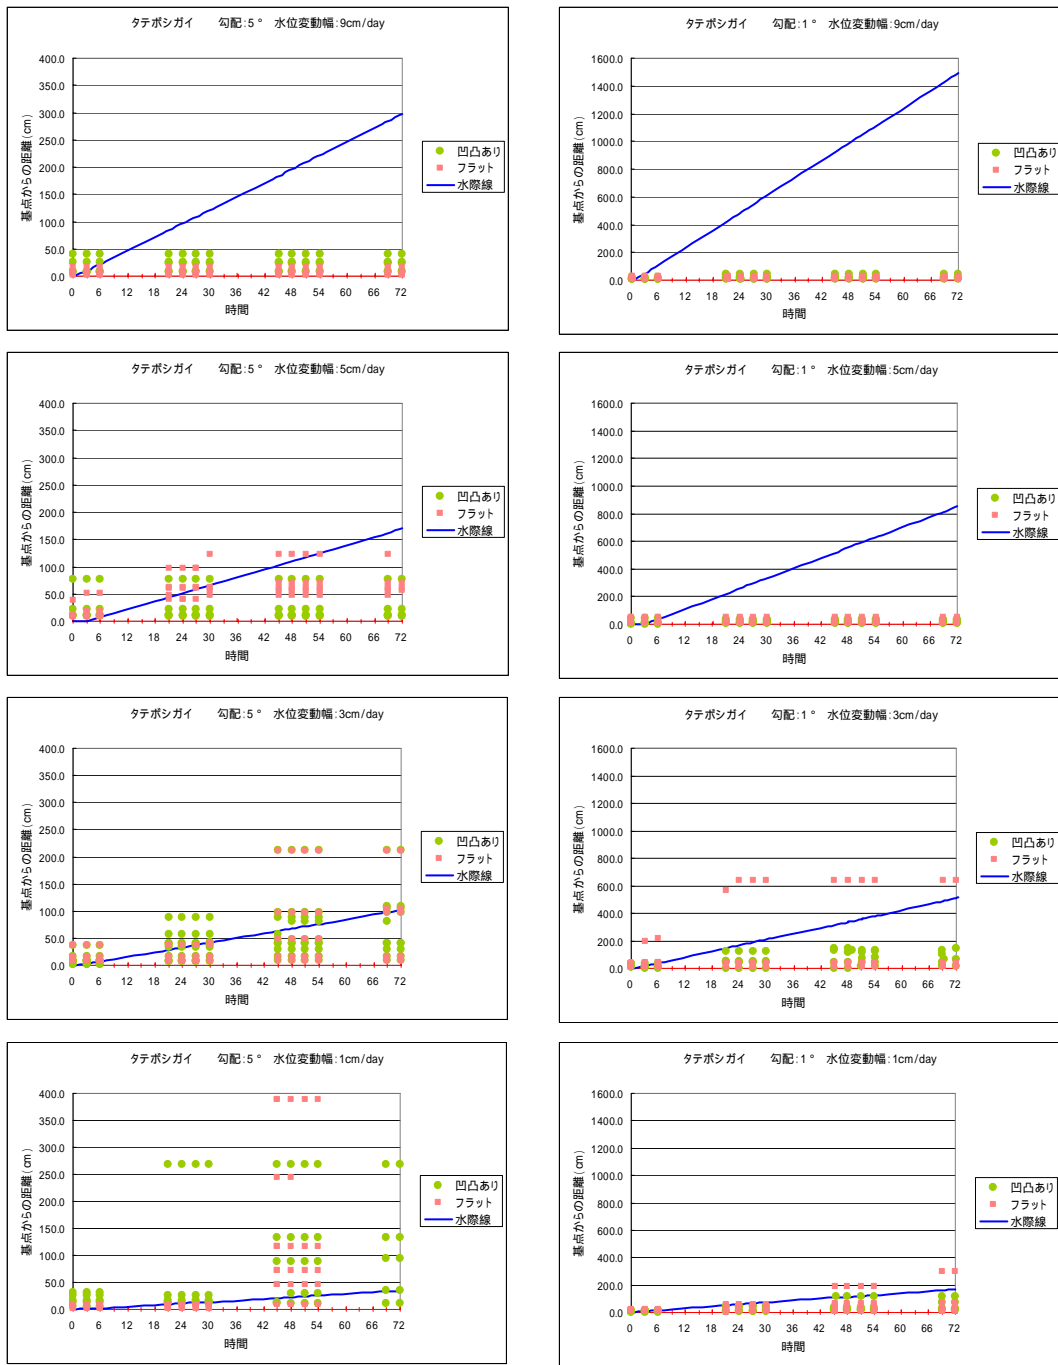 タテボシガイ 勾配:5° 水位変動幅:9cm/day
基点からの距離(cm)
400.0
350.0
300.0
250.0
200.0
150.0
100.0
50.0
0.0
0 6 12 18 24 30 36 42 48 54 60 66 72
時間
凹凸あり
フラット
水際線
タテボシガイ 勾配:1° 水位変動幅:9cm/day
基点からの距離(cm)
1600.0
1400.0
1200.0
1000.0
800.0
600.0
400.0
200.0
0.0
0 6 12 18 24 30 36 42 48 54 60 66 72
時間
凹凸あり
フラット
水際線
タテボシガイ 勾配:5° 水位変動幅:5cm/day
基点からの距離(cm)
400.0
350.0
300.0
250.0
200.0
150.0
100.0
50.0
0.0
0 6 12 18 24 30 36 42 48 54 60 66 72
時間
凹凸あり
フラット
水際線
タテボシガイ 勾配:1° 水位変動幅:5cm/day
基点からの距離(cm)
1600.0
1400.0
1200.0
1000.0
800.0
600.0
400.0
200.0
0.0
0 6 12 18 24 30 36 42 48 54 60 66 72
時間
凹凸あり
フラット
水際線
タテボシガイ 勾配:5° 水位変動幅:3cm/day
基点からの距離(cm)
400.0
350.0
300.0
250.0
200.0
150.0
100.0
50.0
0.0
0 6 12 18 24 30 36 42 48 54 60 66 72
時間
凹凸あり
フラット
水際線
タテボシガイ 勾配:1° 水位変動幅:3cm/day
基点からの距離(cm)
1600.0
1400.0
1200.0
1000.0
800.0
600.0
400.0
200.0
0.0
0 6 12 18 24 30 36 42 48 54 60 66 72
時間
凹凸あり
フラット
水際線
タテボシガイ 勾配:5° 水位変動幅:1cm/day
基点からの距離(cm)
400.0
350.0
300.0
250.0
200.0
150.0
100.0
50.0
0.0
0 6 12 18 24 30 36 42 48 54 60 66 72
時間
凹凸あり
フラット
水際線
タテボシガイ 勾配:1° 水位変動幅:1cm/day
基点からの距離(cm)
1600.0
1400.0
1200.0
1000.0
800.0
600.0
400.0
200.0
0.0
0 6 12 18 24 30 36 42 48 54 60 66 72
時間
凹凸あり
フラット
水際線